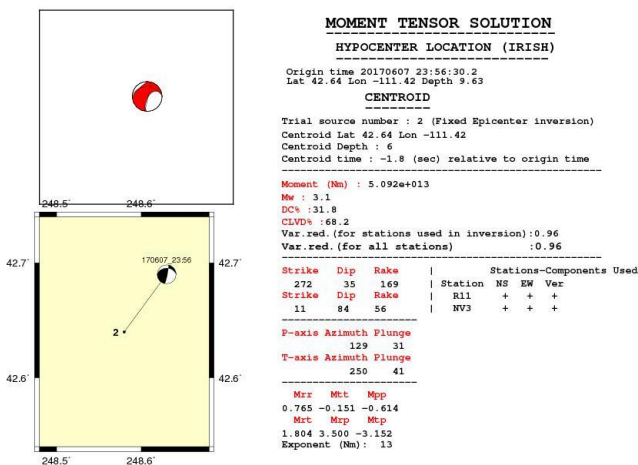 MOMENT TENSOR SOLUTION
HYPOCENTER LOCATION (IRISH)
Origin time 20170607 23:56:30.2
Lat 42.64 Lon -111.42 Depth 9.63
CENTROID
Trial source number : 2 (Fixed Epicenter inversion)
Centroid Lat 42.64 Lon -111.42
Centroid Depth : 6
Centroid time : -1.8 (sec) relative to origin time
Moment (Nm) : 5.092e+013
Mw : 3.1
DC% :31.8
CLVD% :68.2
Var.red.(for stations used in inversion):0.96
Var.red.(for all stations) :0.96
Strike Dip Rake | Stations-Components Used
272 35 169 | Station NS EW Ver
Strike Dip Rake | R11 + + +
11 84 56 | NV3 + + +
P-axis Azimuth Plunge
129 31
T-axis Azimuth Plunge
250 41
Mrr Mtt Mpp
0.765 -0.151 -0.614
Mrt Mrp Mtp
1.804 3.500 -3.152
Exponent (Nm): 13
248.5° 248.6°
42.7° 42.7°
170607_23:56
2
42.6° 42.6°
248.5° 248.6°